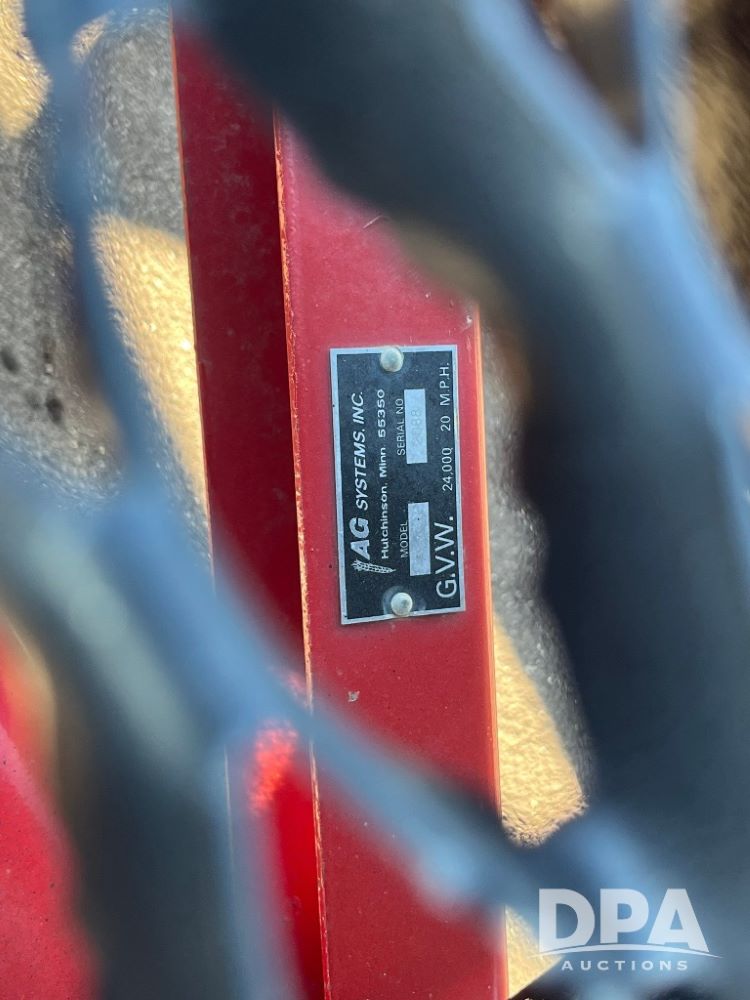 AG SYSTEMS, INC.
Hutchinson, Minn. 55350
MODEL
SERIAL NO
G.V.W. 24,000 20 M.P.H.
DPA
AUCTIONS